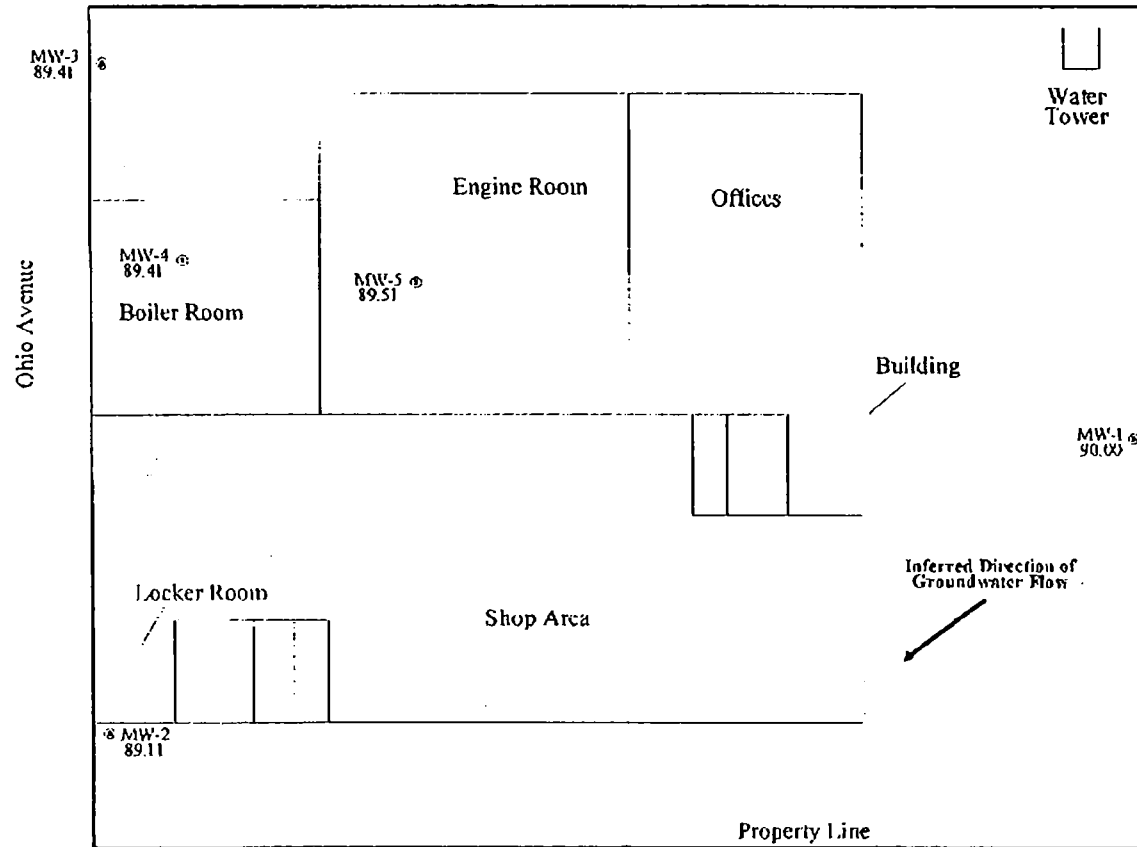 MW-3
89.41
Water
Tower
Engine Room
Offices
MW-4
89.41
MW-5
89.51
Boiler Room
Ohio Avenue
Building
MW-1
90.00
Inferred Direction of
Groundwater Flow
Locker Room
Shop Area
MW-2
89.11
Property Line